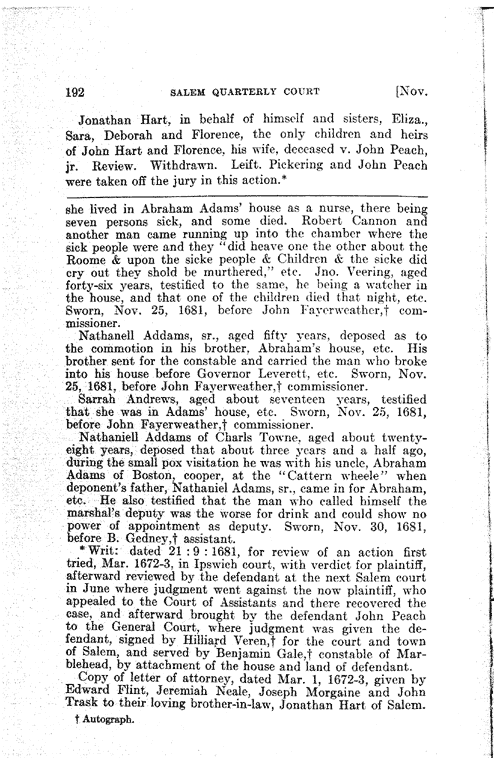 192 SALEM QUARTERLY COURT [Nov.
Jonathan Hart, in behalf of himself and sisters, Eliza.,
Sara, Deborah and Florence, the only children and heirs
of John Hart and Florence, his wife, deceased v. John Peach,
jr. Review. Withdrawn. Leift. Pickering and John Peach
were taken off the jury in this action.*
she lived in Abraham Adams' house as a nurse, there being
seven persons sick, and some died. Robert Cannon and
another man came running up into the chamber where the
sick people were and they "did heave one the other about the
Roome & upon the sicke people & Children & the sicke did
cry out they shold be murthered," etc. Jno. Veering, aged
forty-six years, testified to the same, he being a watcher in
the house, and that one of the children died that night, etc.
Sworn, Nov. 25, 1681, before John Fayerweather,† com-
missioner.
Nathanell Addams, sr., aged fifty years, deposed as to
the commotion in his brother, Abraham's house, etc. His
brother sent for the constable and carried the man who broke
into his house before Governor Leverett, etc. Sworn, Nov.
25, 1681, before John Fayerweather,† commissioner.
Sarrah Andrews, aged about seventeen years, testified
that she was in Adams' house, etc. Sworn, Nov. 25, 1681,
before John Fayerweather,† commissioner.
Nathaniell Addams of Charls Towne, aged about twenty-
eight years, deposed that about three years and a half ago,
during the small pox visitation he was with his uncle, Abraham
Adams of Boston, cooper, at the "Cattern wheele" when
deponent's father, Nathaniel Adams, sr., came in for Abraham,
etc. He also testified that the man who called himself the
marshal's deputy was the worse for drink and could show no
power of appointment as deputy. Sworn, Nov. 30, 1681,
before B. Gedney,† assistant.
*Writ: dated 21 : 9 : 1681, for review of an action first
tried, Mar. 1672-3, in Ipswich court, with verdict for plaintiff,
afterward reviewed by the defendant at the next Salem court
in June where judgment went against the now plaintiff, who
appealed to the Court of Assistants and there recovered the
case, and afterward brought by the defendant John Peach
to the General Court, where judgment was given the de-
fendant, signed by Hilliard Veren,† for the court and town
of Salem, and served by Benjamin Gale,† constable of Mar-
blehead, by attachment of the house and land of defendant.
Copy of letter of attorney, dated Mar. 1, 1672-3, given by
Edward Flint, Jeremiah Neale, Joseph Morgaine and John
Trask to their loving brother-in-law, Jonathan Hart of Salem.
† Autograph.